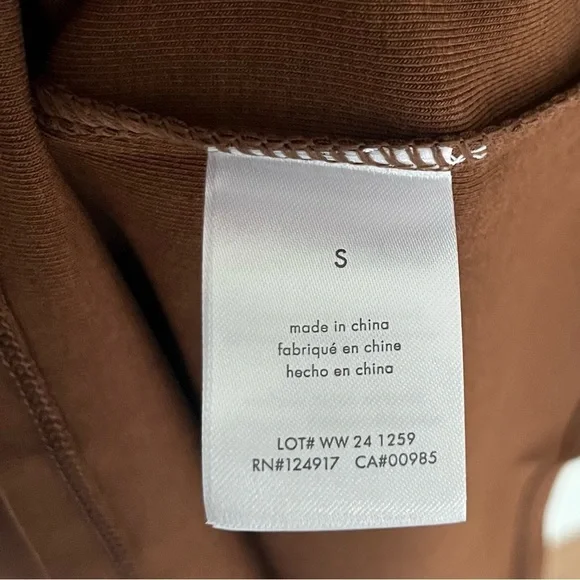 S
made in china
fabriqué en chine
hecho en china
LOT# WW 24 1259
RN#124917 CA#00985